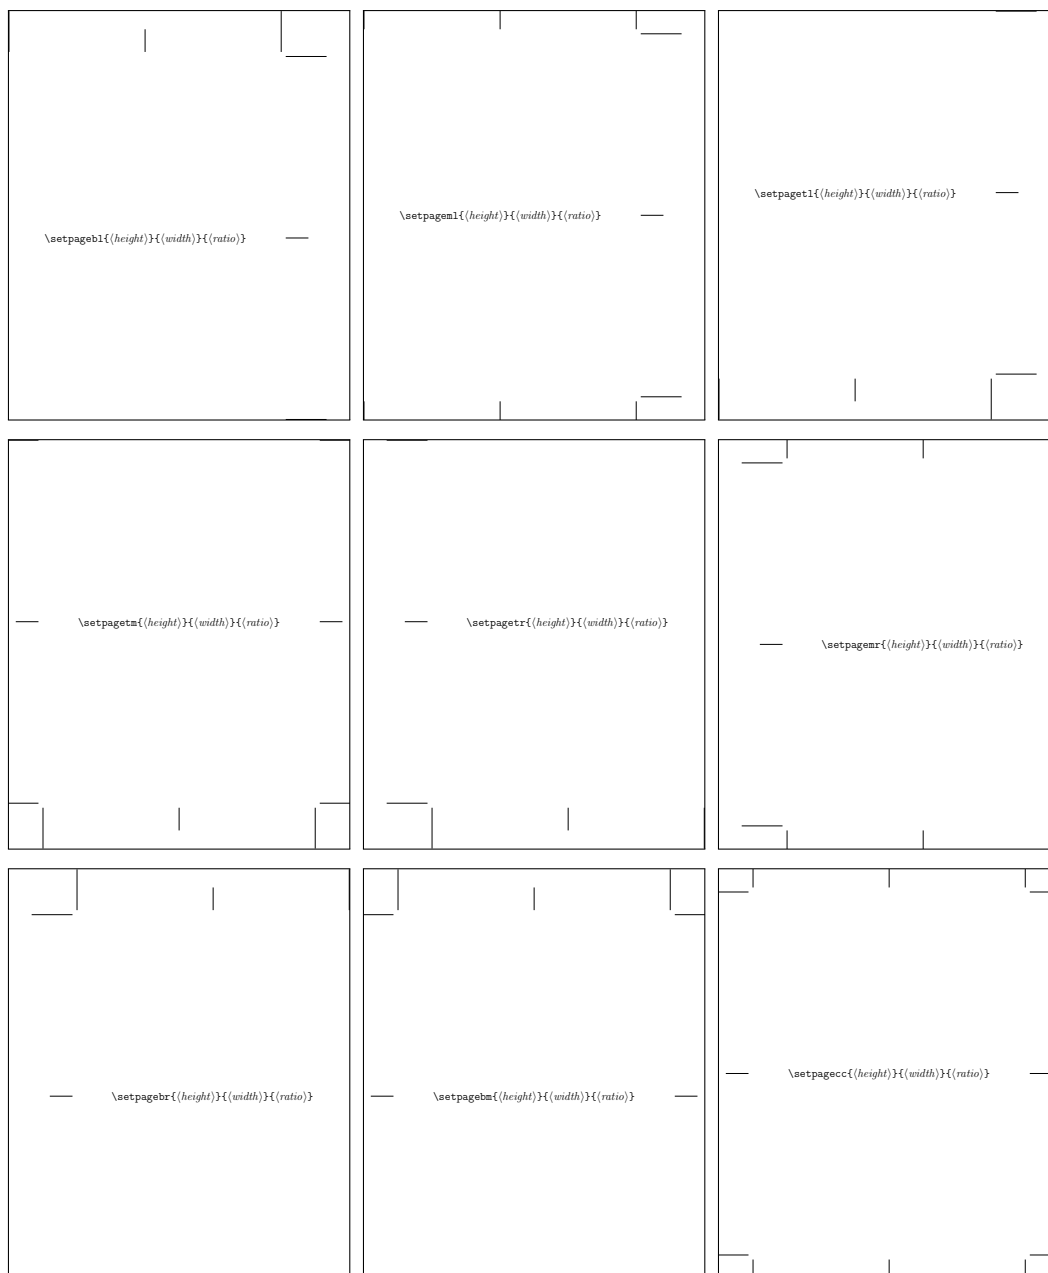 \setpagebl{⟨height⟩}{⟨width⟩}{⟨ratio⟩}
\setpageml{⟨height⟩}{⟨width⟩}{⟨ratio⟩}
\setpagetl{⟨height⟩}{⟨width⟩}{⟨ratio⟩}
\setpagetm{⟨height⟩}{⟨width⟩}{⟨ratio⟩}
\setpagetr{⟨height⟩}{⟨width⟩}{⟨ratio⟩}
\setpagemr{⟨height⟩}{⟨width⟩}{⟨ratio⟩}
\setpagebr{⟨height⟩}{⟨width⟩}{⟨ratio⟩}
\setpagebm{⟨height⟩}{⟨width⟩}{⟨ratio⟩}
\setpagecc{⟨height⟩}{⟨width⟩}{⟨ratio⟩}